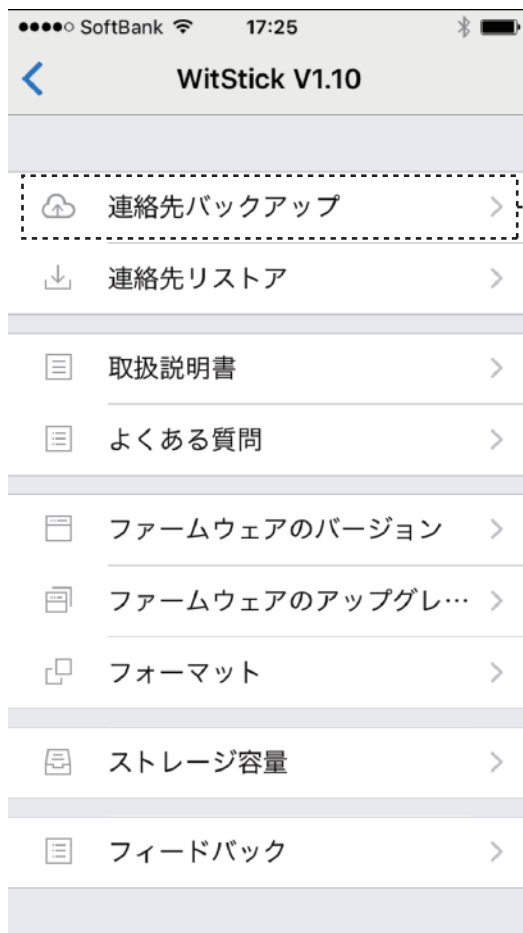 SoftBank 17:25
WitStick V1.10
連絡先バックアップ
連絡先リストア
取扱説明書
よくある質問
ファームウェアのバージョン
ファームウェアのアップグレ…
フォーマット
ストレージ容量
フィードバック